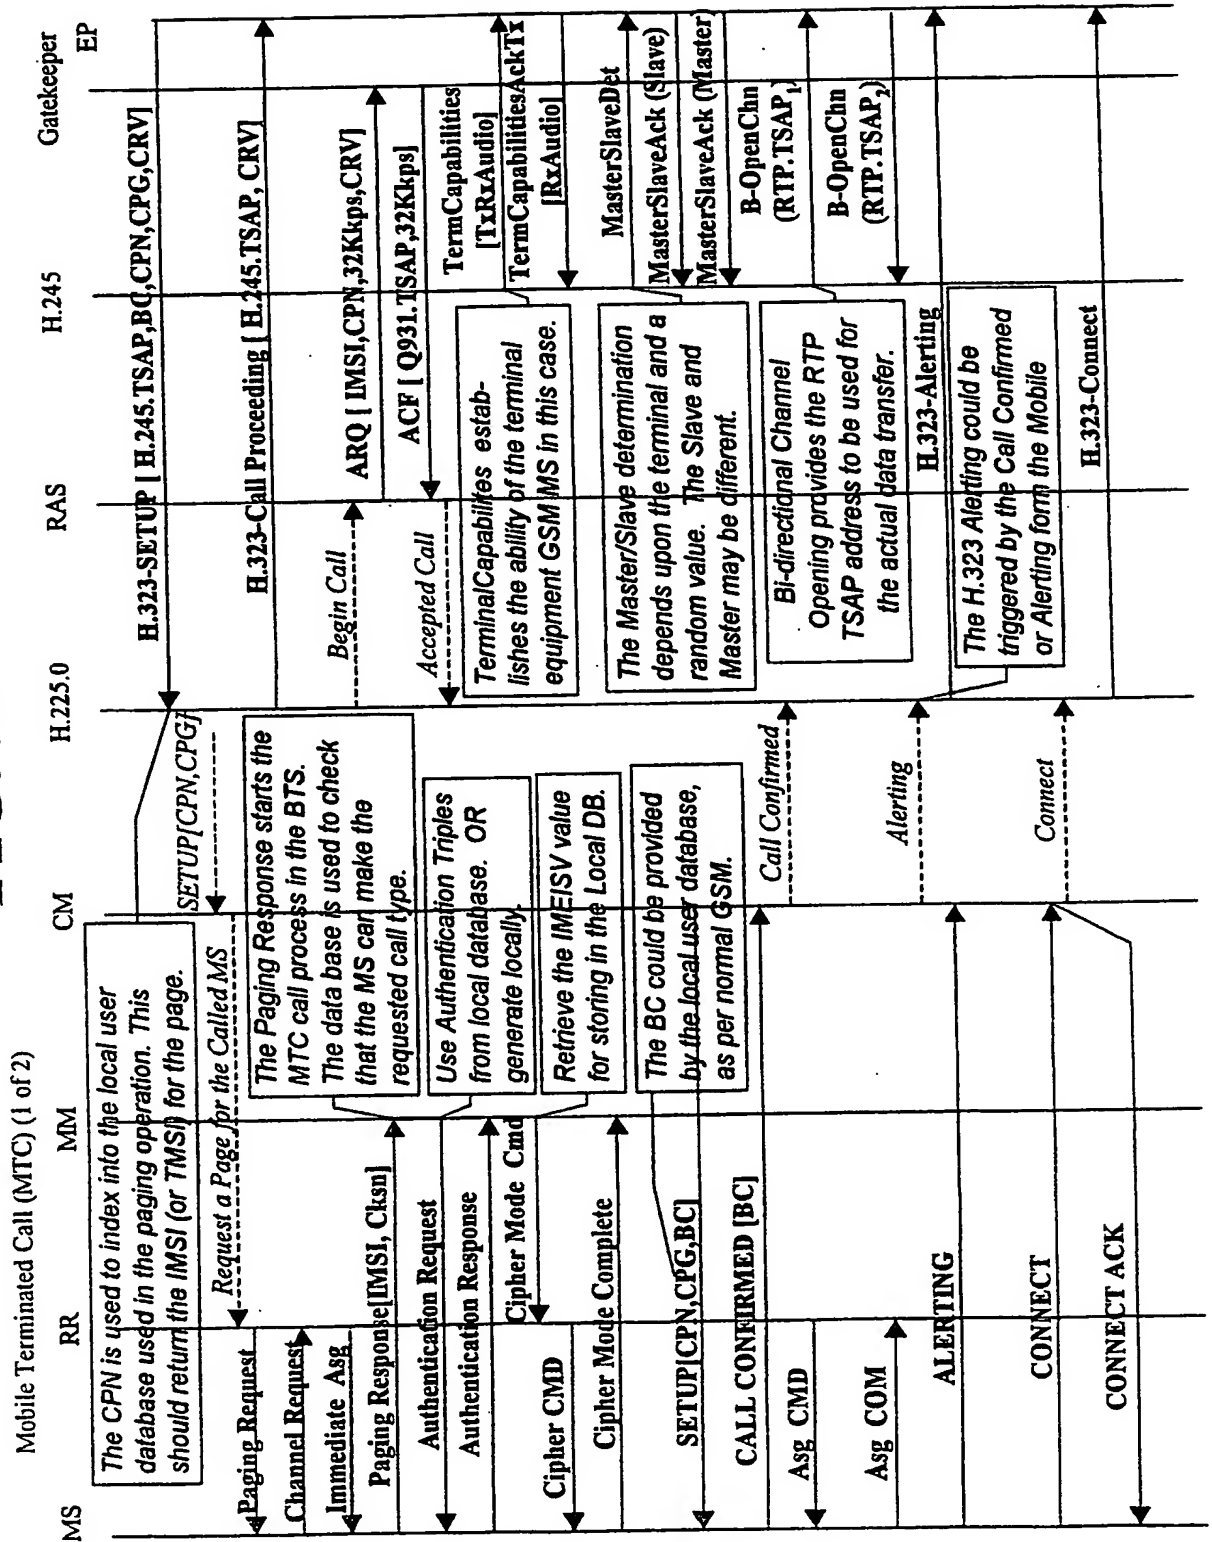 Mobile Terminated Call (MTC) (1 of 2)
MS
RR
MM
CM
H.225.0
RAS
H.245
Gatekeeper
EP
The CPN is used to index into the local user
database used in the paging operation. This
should return the IMSI (or TMSI) for the page.
H.323-SETUP [ H.245.TSAP,BC,CPN,CPG,CRV]
SETUP[CPN,CPG]
Request a Page for the Called MS
Paging Request
Channel Request
Immediate Asg
Paging Response[IMSI, Cksn]
The Paging Response starts the
MTC call process in the BTS.
The data base is used to check
that the MS can make the
requested call type.
H.323-Call Proceeding [ H.245.TSAP, CRV]
Begin Call
ARQ [ IMSI,CPN,32Kkps,CRV]
Accepted Call
ACF [ Q931.TSAP,32Kkps]
Authentication Request
Authentication Response
Use Authentication Triples
from local database. OR
generate locally.
TermCapabilities
[TxRxAudio]
TermCapabilitiesAckTx
[RxAudio]
TerminalCapabilites estab-
lishes the ability of the terminal
equipment GSM MS in this case.
Cipher Mode Cmd
Cipher CMD
Cipher Mode Complete
Retrieve the IMEISV value
for storing in the Local DB.
MasterSlaveDet
MasterSlaveAck (Slave)
MasterSlaveAck (Master)
The Master/Slave determination
depends upon the terminal and a
random value. The Slave and
Master may be different.
SETUP[CPN,CPG,BC]
The BC could be provided
by the local user database,
as per normal GSM.
CALL CONFIRMED [BC]
Call Confirmed
B-OpenChn
(RTP.TSAP1)
B-OpenChn
(RTP.TSAP2)
Bi-directional Channel
Opening provides the RTP
TSAP address to be used for
the actual data transfer.
Asg CMD
Asg COM
ALERTING
Alerting
H.323-Alerting
The H.323 Alerting could be
triggered by the Call Confirmed
or Alerting form the Mobile
CONNECT
Connect
H.323-Connect
CONNECT ACK